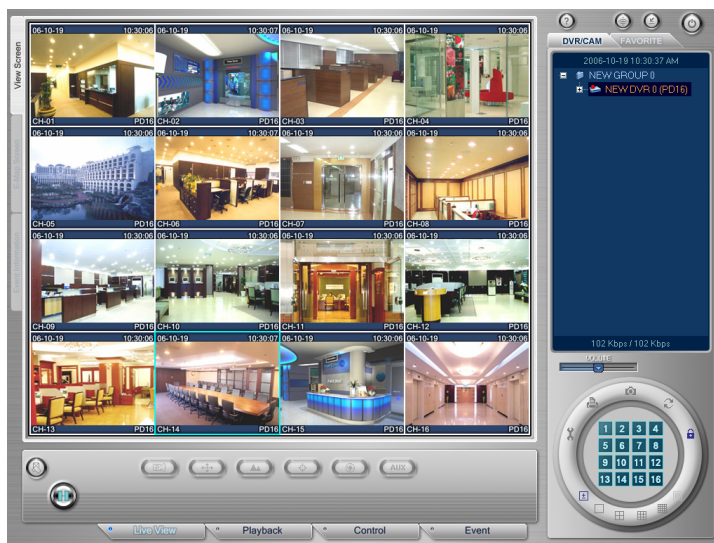 View Screen
06-10-19 10:30:06
CH-01 PD16
06-10-19 10:30:07
CH-02 PD16
06-10-19 10:30:06
CH-03 PD16
06-10-19 10:30:06
CH-04 PD16
06-10-19 10:30:06
CH-05 PD16
06-10-19 10:30:06
CH-06 PD16
06-10-19 10:30:06
CH-07 PD16
06-10-19 10:30:06
CH-08 PD16
06-10-19 10:30:06
CH-09 PD16
06-10-19 10:30:06
CH-10 PD16
06-10-19 10:30:06
CH-11 PD16
06-10-19 10:30:06
CH-12 PD16
06-10-19 10:30:06
CH-13 PD16
06-10-19 10:30:07
CH-14 PD16
06-10-19 10:30:06
CH-15 PD16
06-10-19 10:30:06
CH-16 PD16
?
DVR/CAM FAVORITE
2006-10-19 10:30:37 AM
NEW GROUP 0
NEW DVR 0 (PD16)
102 Kbps / 102 Kbps
VOLUME
1 2 3 4
5 6 7 8
9 10 11 12
13 14 15 16
AUX
Live View Playback Control Event